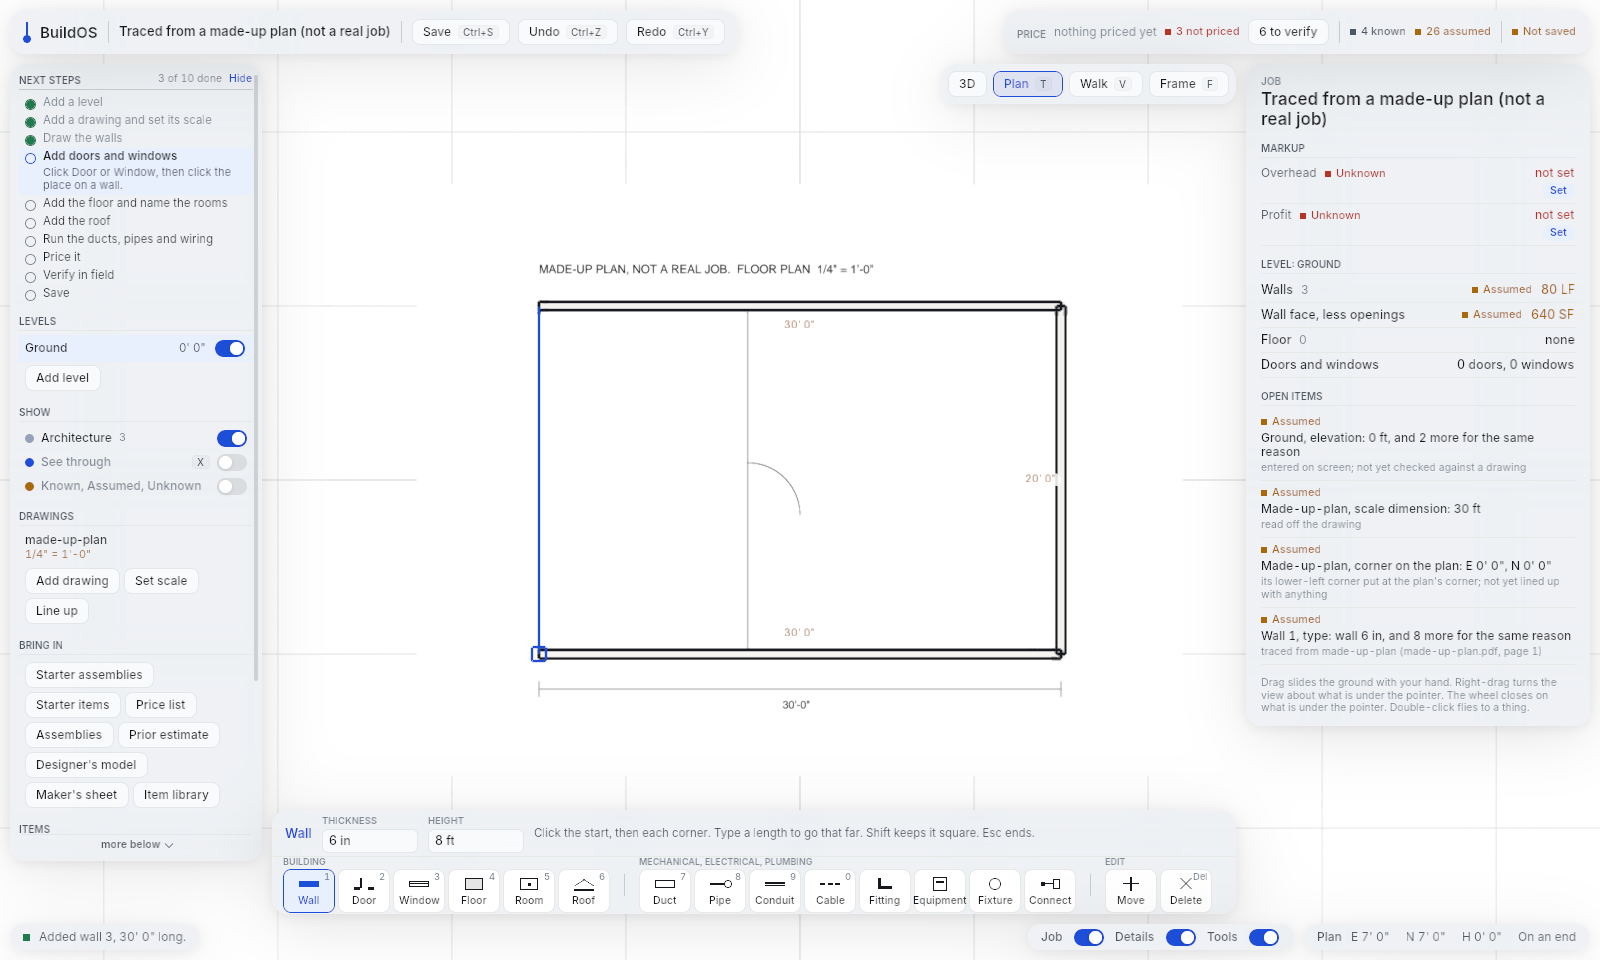 BuildOS
Traced from a made-up plan (not a real job)
Save Ctrl+S
Undo Ctrl+Z
Redo Ctrl+Y
PRICE nothing priced yet 3 not priced 6 to verify 4 known 26 assumed Not saved
3D
Plan T
Walk V
Frame F
NEXT STEPS 3 of 10 done Hide
Add a level
Add a drawing and set its scale
Draw the walls
Add doors and windows
Click Door or Window, then click the
place on a wall.
Add the floor and name the rooms
Add the roof
Run the ducts, pipes and wiring
Price it
Verify in field
Save
LEVELS
Ground 0' 0"
Add level
SHOW
Architecture 3
See through X
Known, Assumed, Unknown
DRAWINGS
made-up-plan
1/4" = 1'-0"
Add drawing Set scale
Line up
BRING IN
Starter assemblies
Starter items Price list
Assemblies Prior estimate
Designer's model
Maker's sheet Item library
ITEMS
more below
MADE-UP PLAN, NOT A REAL JOB. FLOOR PLAN 1/4" = 1'-0"
30' 0"
20' 0"
30' 0"
30'-0"
JOB
Traced from a made-up plan (not a
real job)
MARKUP
Overhead Unknown not set
Set
Profit Unknown not set
Set
LEVEL: GROUND
Walls 3 Assumed 80 LF
Wall face, less openings Assumed 640 SF
Floor 0 none
Doors and windows 0 doors, 0 windows
OPEN ITEMS
Assumed
Ground, elevation: 0 ft, and 2 more for the same
reason
entered on screen; not yet checked against a drawing
Assumed
Made-up-plan, scale dimension: 30 ft
read off the drawing
Assumed
Made-up-plan, corner on the plan: E 0' 0", N 0' 0"
its lower-left corner put at the plan's corner; not yet lined up
with anything
Assumed
Wall 1, type: wall 6 in, and 8 more for the same reason
traced from made-up-plan (made-up-plan.pdf, page 1)
Drag slides the ground with your hand. Right-drag turns the
view about what is under the pointer. The wheel closes on
what is under the pointer. Double-click flies to a thing.
Wall
THICKNESS
6 in
HEIGHT
8 ft
Click the start, then each corner. Type a length to go that far. Shift keeps it square. Esc ends.
BUILDING
Wall 1
Door 2
Window 3
Floor 4
Room 5
Roof 6
MECHANICAL, ELECTRICAL, PLUMBING
Duct 7
Pipe 8
Conduit 9
Cable 0
Fitting
Equipment
Fixture
Connect
EDIT
Move
Delete Del
Added wall 3, 30' 0" long.
Job Details Tools
Plan E 7' 0" N 7' 0" H 0' 0" On an end